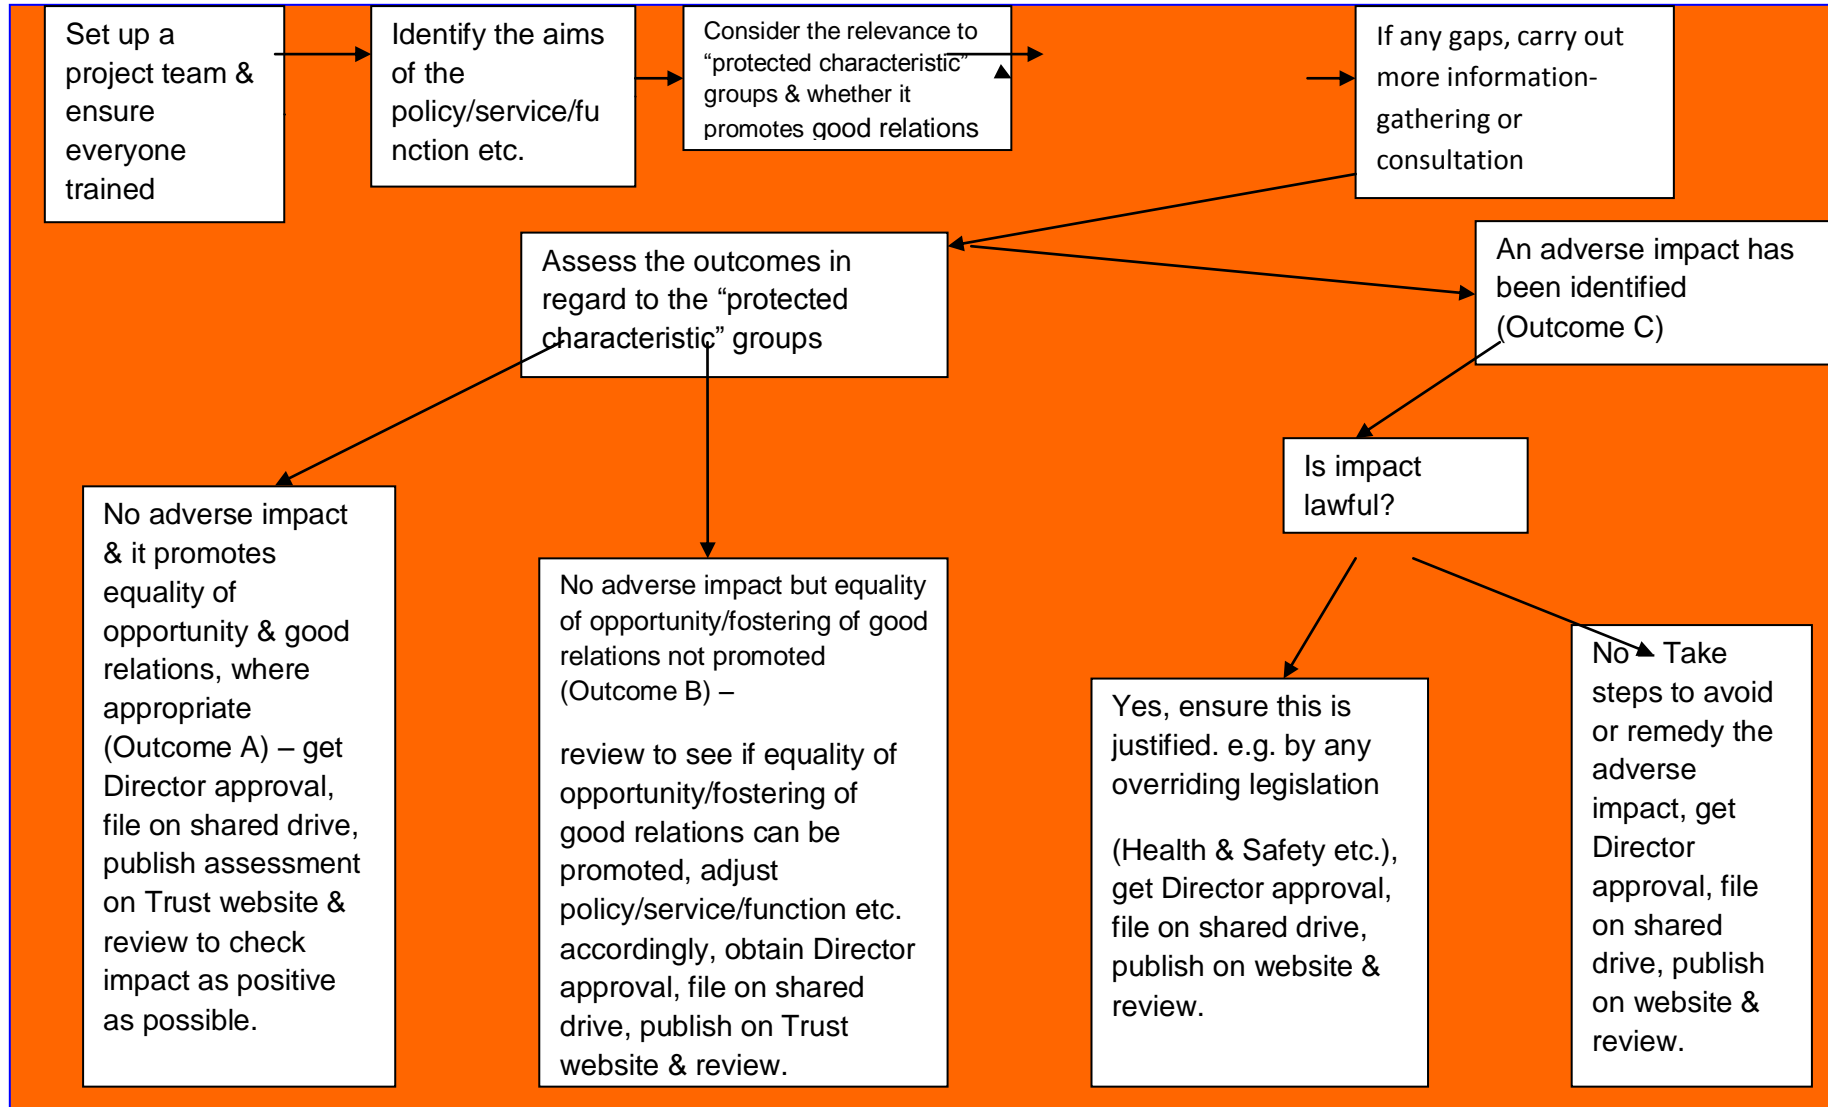 Set up a
project team &
ensure
everyone
trained
Identify the aims
of the
policy/service/fu
nction etc.
Consider the relevance to
“protected characteristic”
groups & whether it
promotes good relations
If any gaps, carry out
more information-
gathering or
consultation
Assess the outcomes in
regard to the “protected
characteristic” groups
An adverse impact has
been identified
(Outcome C)
Is impact
lawful?
No adverse impact
& it promotes
equality of
opportunity & good
relations, where
appropriate
(Outcome A) – get
Director approval,
file on shared drive,
publish assessment
on Trust website &
review to check
impact as positive
as possible.
No adverse impact but equality
of opportunity/fostering of good
relations not promoted
(Outcome B) –
review to see if equality of
opportunity/fostering of
good relations can be
promoted, adjust
policy/service/function etc.
accordingly, obtain Director
approval, file on shared
drive, publish on Trust
website & review.
Yes, ensure this is
justified. e.g. by any
overriding legislation
(Health & Safety etc.),
get Director approval,
file on shared drive,
publish on website &
review.
No Take
steps to avoid
or remedy the
adverse
impact, get
Director
approval, file
on shared
drive, publish
on website &
review.